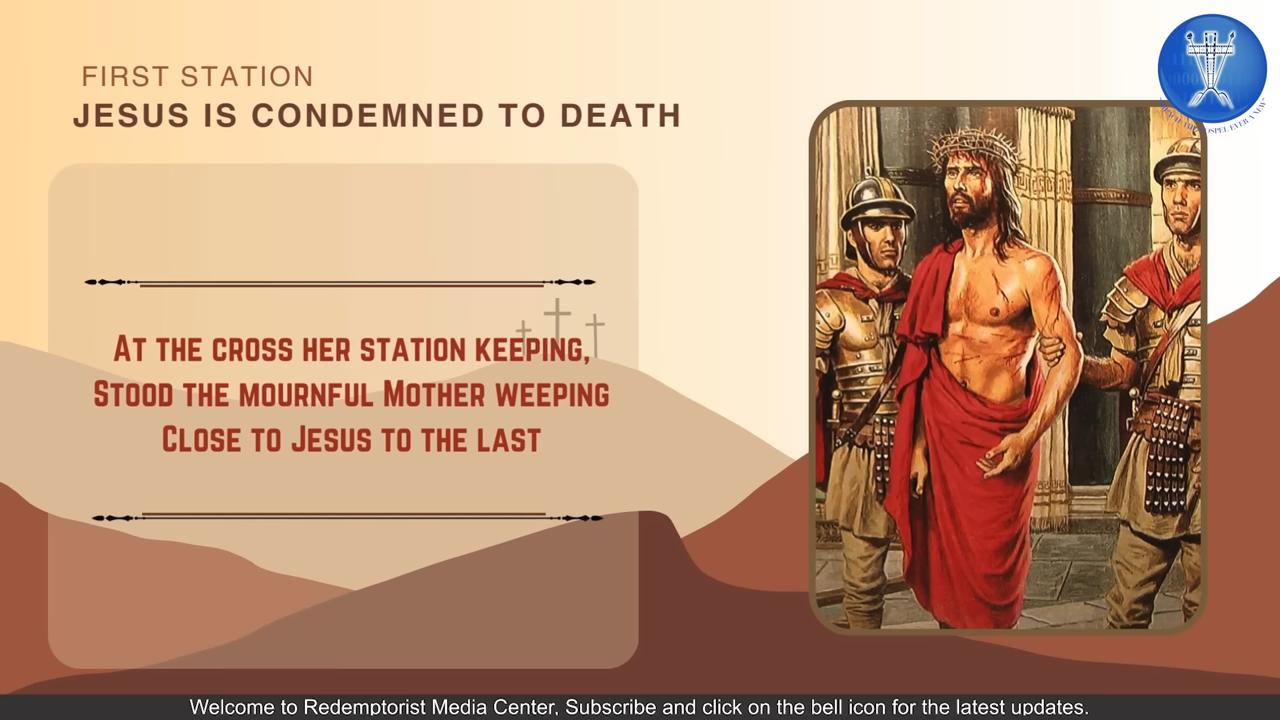 FIRST STATION
JESUS IS CONDEMNED TO DEATH
At the cross her station keeping,
Stood the mournful Mother weeping
Close to Jesus to the last
Welcome to Redemptorist Media Center, Subscribe and click on the bell icon for the latest updates.